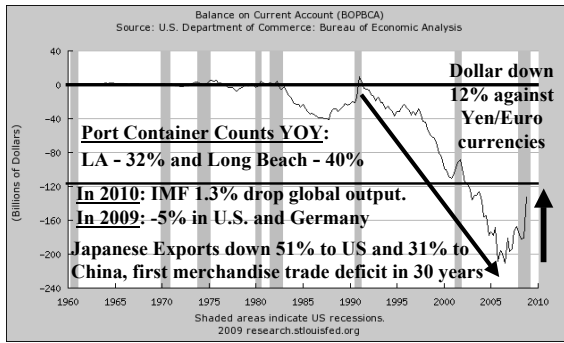 Balance on Current Account (BOPBCA)
Source: U.S. Department of Commerce: Bureau of Economic Analysis
40
0
-40
-80
-120
-160
-200
-240
(Billions of Dollars)
Dollar down
12% against
Yen/Euro
currencies
Port Container Counts YOY:
LA - 32% and Long Beach - 40%
In 2010: IMF 1.3% drop global output.
In 2009: -5% in U.S. and Germany
Japanese Exports down 51% to US and 31% to
China, first merchandise trade deficit in 30 years
1960 1965 1970 1975 1980 1985 1990 1995 2000 2005 2010
Shaded areas indicate US recessions.
2009 research.stlouisfed.org